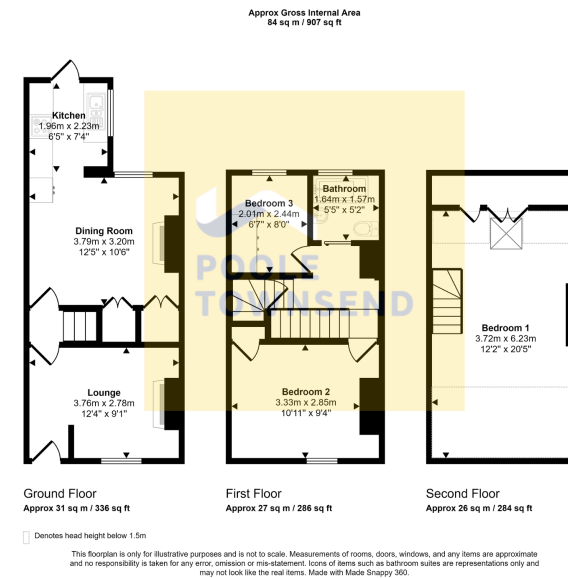 Approx Gross Internal Area
84 sq m / 907 sq ft
Kitchen
1.96m x 2.23m
6'5" x 7'4"
Dining Room
3.79m x 3.20m
12'5" x 10'6"
Lounge
3.76m x 2.78m
12'4" x 9'1"
Bedroom 3
2.01m x 2.44m
6'7" x 8'0"
Bathroom
1.64m x 1.57m
5'5" x 5'2"
POOLE
TOWNSEND
Bedroom 2
3.33m x 2.85m
10'11" x 9'4"
Bedroom 1
3.72m x 6.23m
12'2" x 20'5"
Ground Floor
Approx 31 sq m / 336 sq ft
First Floor
Approx 27 sq m / 286 sq ft
Second Floor
Approx 26 sq m / 284 sq ft
Denotes head height below 1.5m
This floorplan is only for illustrative purposes and is not to scale. Measurements of rooms, doors, windows, and any items are approximate
and no responsibility is taken for any error, omission or mis-statement. Icons of items such as bathroom suites are representations only and
may not look like the real items. Made with Made Snappy 360.